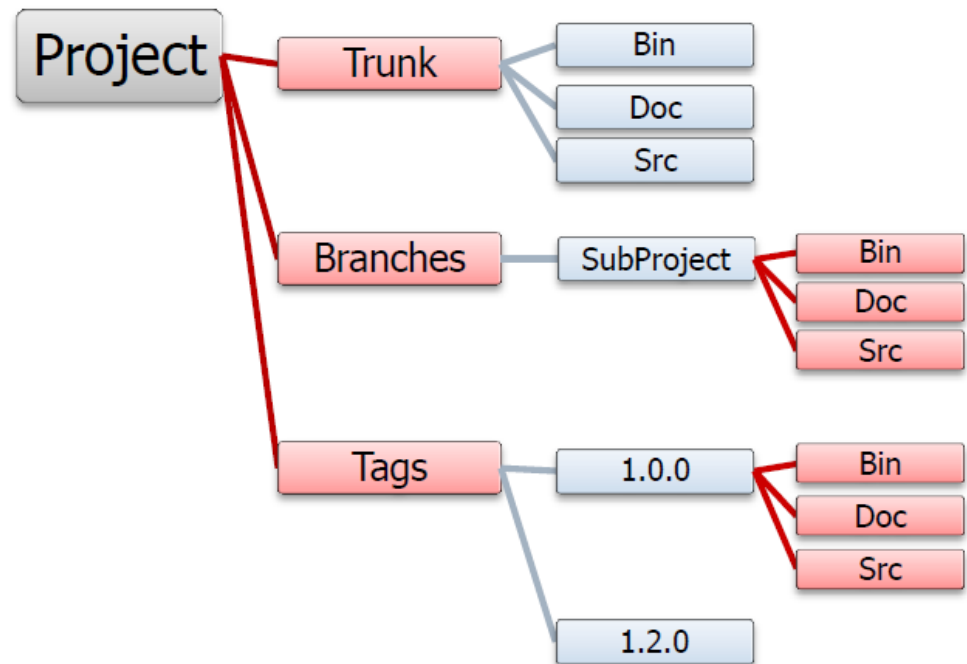 Project
Trunk
Bin
Doc
Src
Branches
SubProject
Bin
Doc
Src
Tags
1.0.0
Bin
Doc
Src
1.2.0